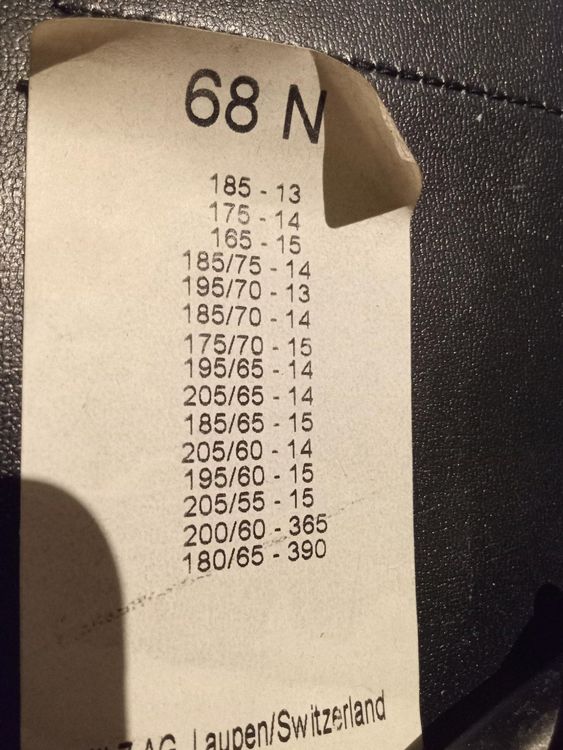 68 N
185 - 13
175 - 14
165 - 15
185/75 - 14
195/70 - 13
185/70 - 14
175/70 - 15
195/65 - 14
205/65 - 14
185/65 - 15
205/60 - 14
195/60 - 15
205/55 - 15
200/60 - 365
180/65 - 390
AG, Laupen/Switzerland